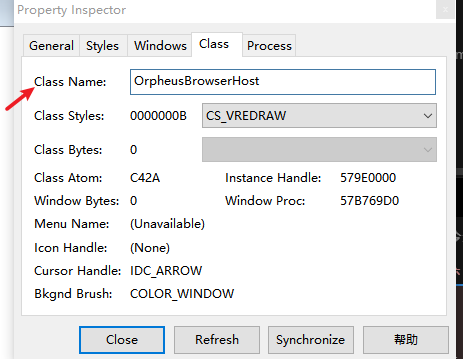 Property Inspector
General Styles Windows Class Process
Class Name: OrpheusBrowserHost
Class Styles: 0000000B CS_VREDRAW
Class Bytes: 0
Class Atom: C42A Instance Handle: 579E0000
Window Bytes: 0 Window Proc: 57B769D0
Menu Name: (Unavailable)
Icon Handle: (None)
Cursor Handle: IDC_ARROW
Bkgnd Brush: COLOR_WINDOW
Close Refresh Synchronize 帮助